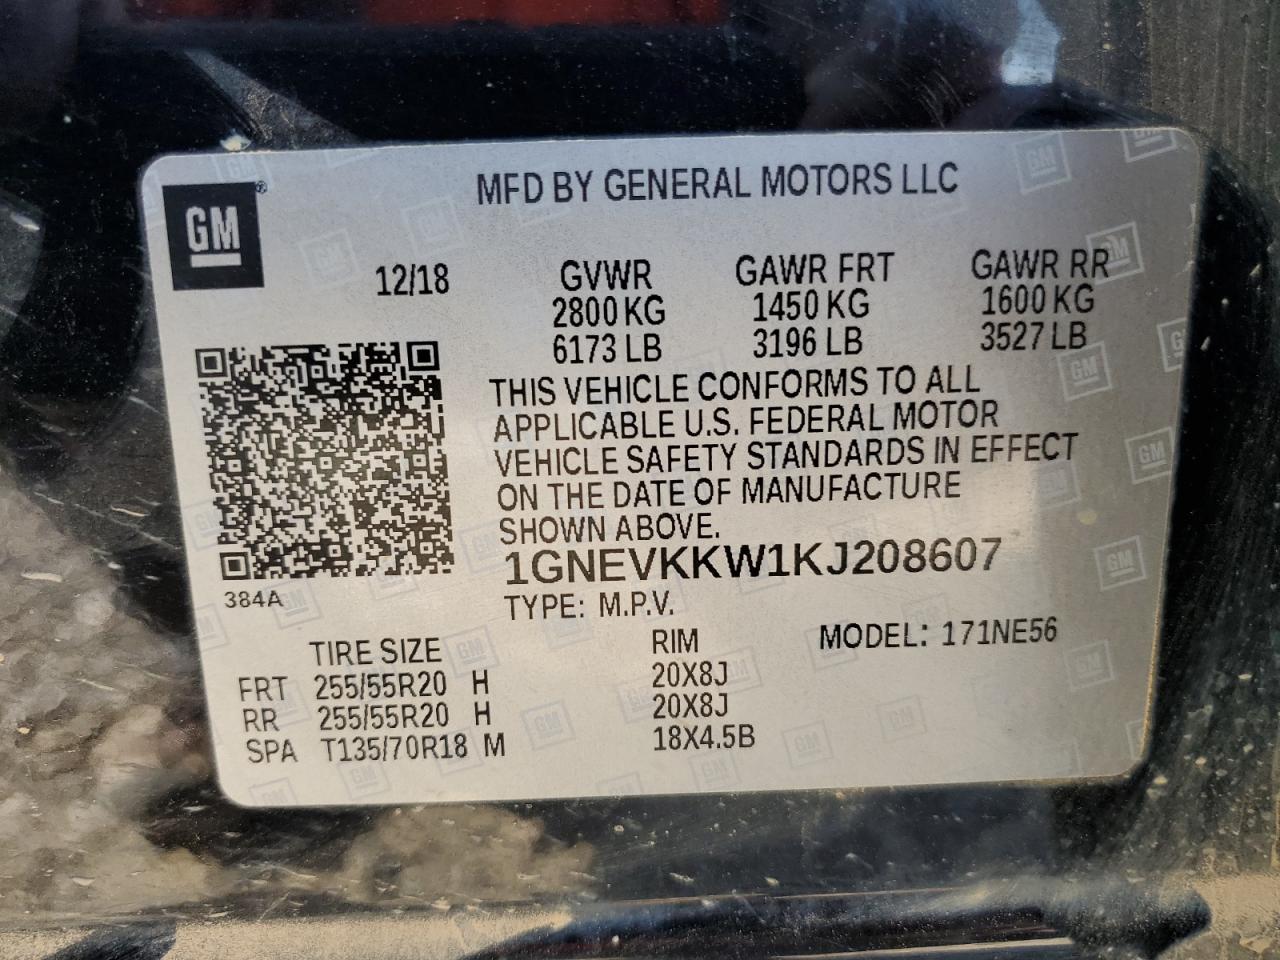 GM®
MFD BY GENERAL MOTORS LLC
12/18
GVWR GAWR FRT GAWR RR
2800 KG 1450 KG 1600 KG
6173 LB 3196 LB 3527 LB
THIS VEHICLE CONFORMS TO ALL
APPLICABLE U.S. FEDERAL MOTOR
VEHICLE SAFETY STANDARDS IN EFFECT
ON THE DATE OF MANUFACTURE
SHOWN ABOVE.
1GNEVKKW1KJ208607
384A
TYPE: M.P.V.
TIRE SIZE RIM MODEL: 171NE56
FRT 255/55R20 H 20X8J
RR 255/55R20 H 20X8J
SPA T135/70R18 M 18X4.5B